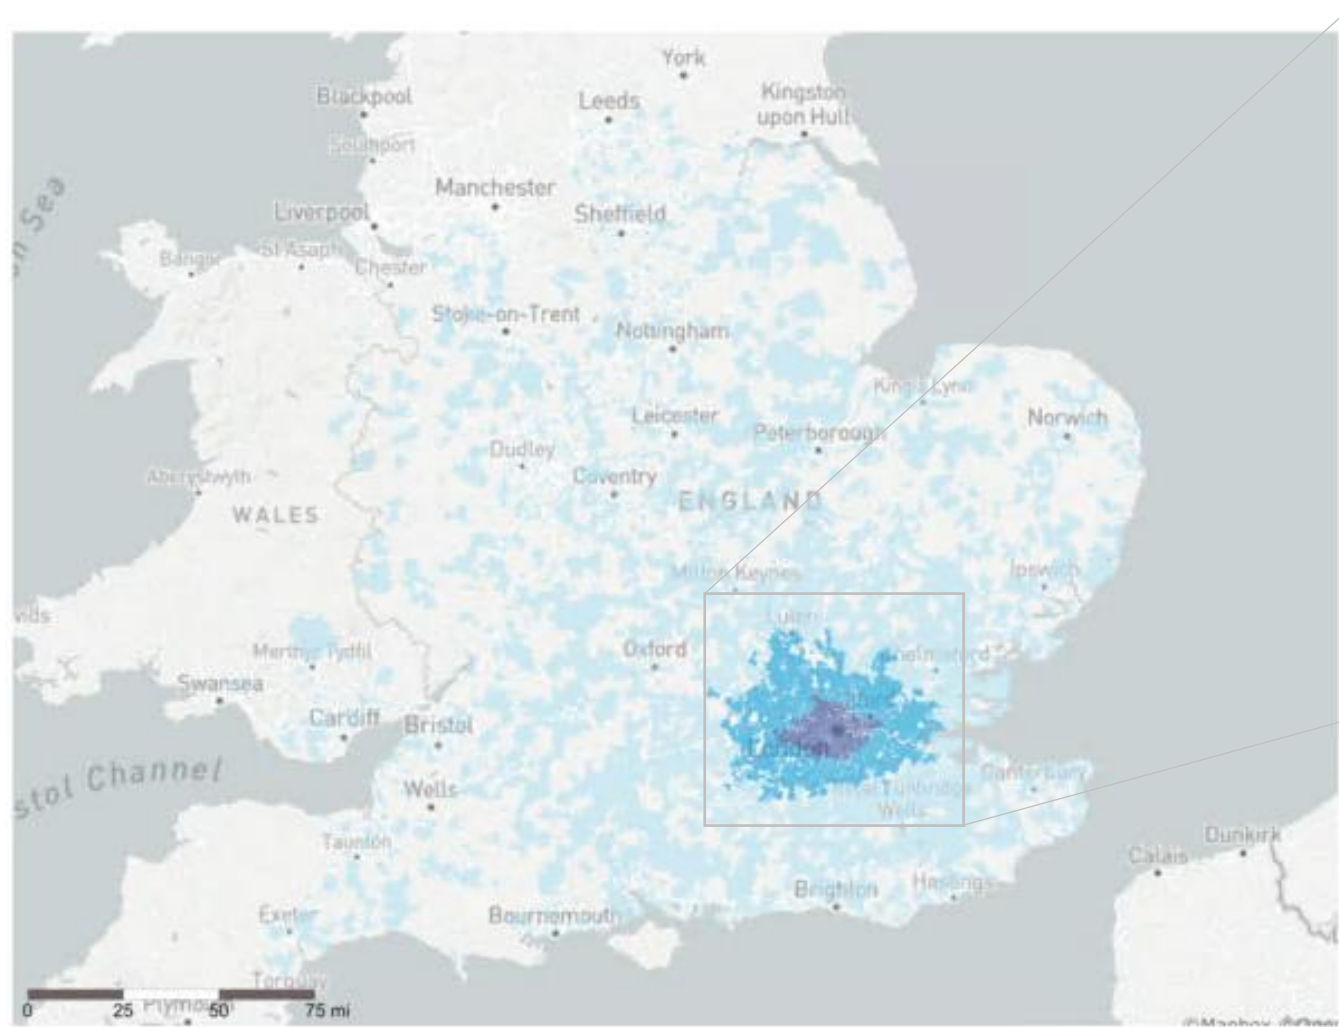 York
Blackpool
Leeds
Kingston
upon Hull
Southport
Manchester
Liverpool
Sheffield
Sea
Bangor
St Asaph
Chester
Stoke-on-Trent
Nottingham
King's Lynn
Leicester
Norwich
Peterborough
Dudley
Coventry
Aberystwyth
ENGLAND
WALES
Milton Keynes
Ipswich
vids
Luton
Oxford
Merthyr Tydfil
Chelmsford
Swansea
Cardiff
Bristol
London
stol Channel
Canterbury
Wells
Tunbridge
Wells
Taunton
Dunkirk
Calais
Brighton
Hastings
Exeter
Bournemouth
Torquay
0 25 50 75 mi
Plymouth
©Mapbox